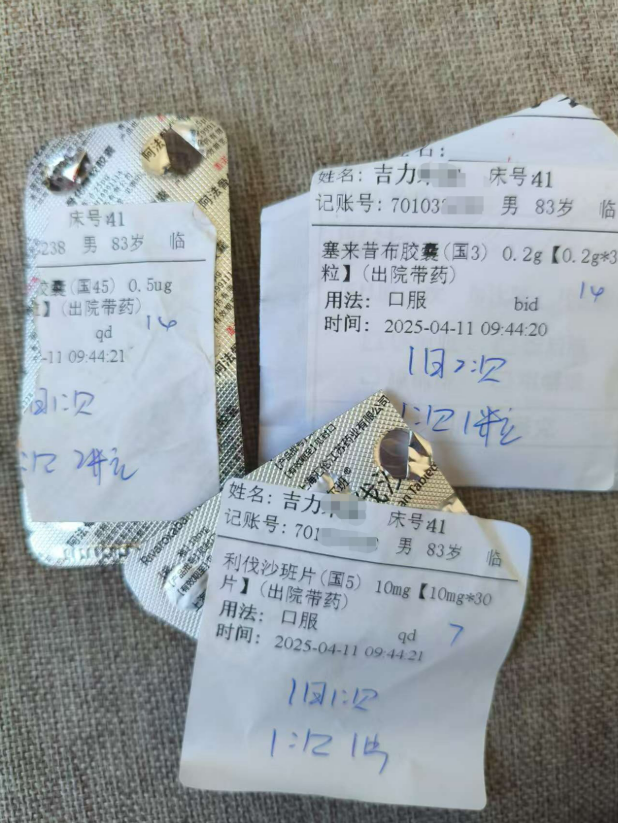 床号41
238 男 83岁 临
胶囊(国45) 0.5ug
】(出院带药)
qd 14
-11 09:44:21
1日1次
1次2粒
姓名: 吉力 床号41
记账号: 70103 男 83岁 临
塞来昔布胶囊(国3) 0.2g【0.2g*3
粒】(出院带药)
用法: 口服 bid 14
时间: 2025-04-11 09:44:20
1日2次
1次1粒
姓名: 吉力 床号41
记账号: 701 男 83岁 临
利伐沙班片(国5) 10mg【10mg*30
片】(出院带药)
用法: 口服 qd 7
时间: 2025-04-11 09:44:21
1日1次
1次1片